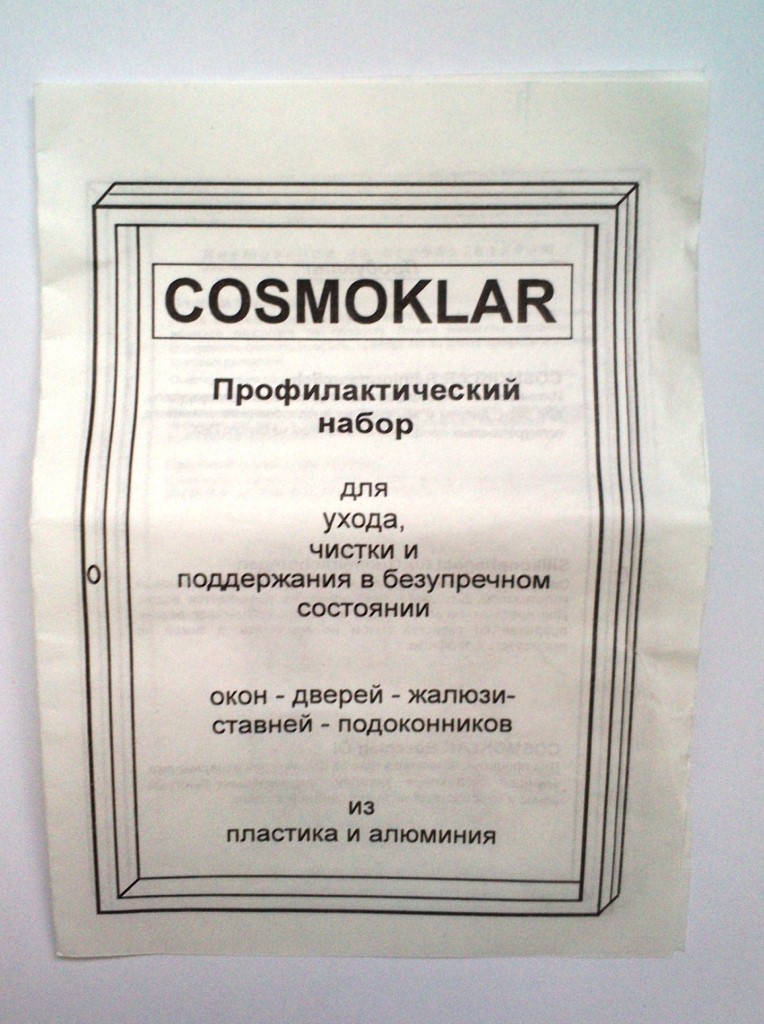 COSMOKLAR
Профилактический
набор
для
ухода,
чистки и
поддержания в безупречном
состоянии
окон - дверей - жалюзи-
ставней - подоконников
из
пластика и алюминия